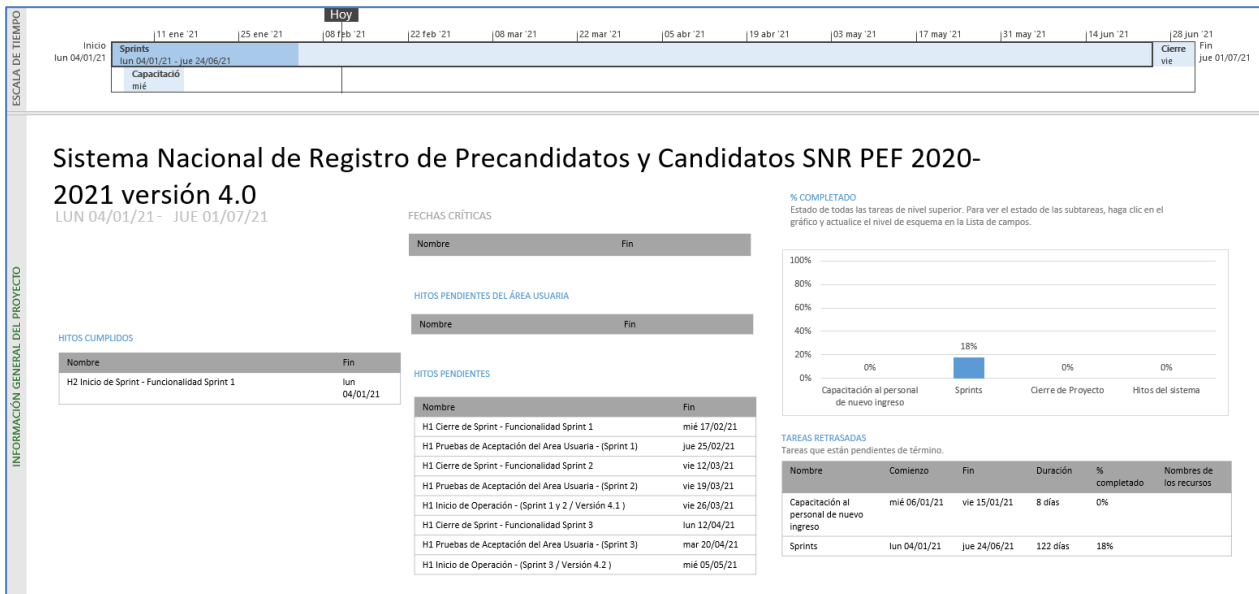 ESCALA DE TIEMPO
Hoy
11 ene '21 25 ene '21 08 feb '21 22 feb '21 08 mar '21 22 mar '21 05 abr '21 19 abr '21 03 may '21 17 may '21 31 may '21 14 jun '21 28 jun '21
Inicio
lun 04/01/21
Sprints
lun 04/01/21 - jue 24/06/21
Capacitació
mié
Cierre
vie
Fin
jue 01/07/21
INFORMACIÓN GENERAL DEL PROYECTO
Sistema Nacional de Registro de Precandidatos y Candidatos SNR PEF 2020-
2021 versión 4.0
LUN 04/01/21 - JUE 01/07/21
HITOS CUMPLIDOS
Nombre Fin
H2 Inicio de Sprint - Funcionalidad Sprint 1 lun
04/01/21
FECHAS CRÍTICAS
Nombre Fin
HITOS PENDIENTES DEL ÁREA USUARIA
Nombre Fin
HITOS PENDIENTES
Nombre Fin
H1 Cierre de Sprint - Funcionalidad Sprint 1 mié 17/02/21
H1 Pruebas de Aceptación del Area Usuaria - (Sprint 1) jue 25/02/21
H1 Cierre de Sprint - Funcionalidad Sprint 2 vie 12/03/21
H1 Pruebas de Aceptación del Area Usuaria - (Sprint 2) vie 19/03/21
H1 Inicio de Operación - (Sprint 1 y 2 / Versión 4.1 ) vie 26/03/21
H1 Cierre de Sprint - Funcionalidad Sprint 3 lun 12/04/21
H1 Pruebas de Aceptación del Area Usuaria - (Sprint 3) mar 20/04/21
H1 Inicio de Operación - (Sprint 3 / Versión 4.2 ) mié 05/05/21
% COMPLETADO
Estado de todas las tareas de nivel superior. Para ver el estado de las subtareas, haga clic en el
gráfico y actualice el nivel de esquema en la Lista de campos.
100%
80%
60%
40%
20%
0%
0% 18% 0% 0%
Capacitación al personal Sprints Cierre de Proyecto Hitos del sistema
de nuevo ingreso
TAREAS RETRASADAS
Tareas que están pendientes de término.
Nombre Comienzo Fin Duración % Nombres de
completado los recursos
Capacitación al mié 06/01/21 vie 15/01/21 8 días 0%
personal de nuevo
ingreso
Sprints lun 04/01/21 jue 24/06/21 122 días 18%